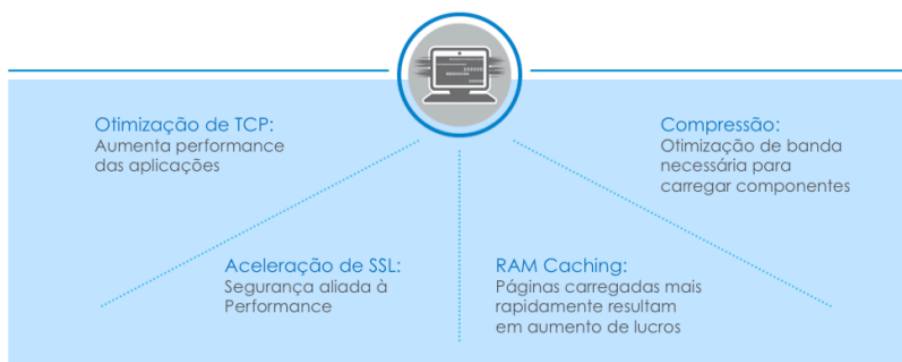 Otimização de TCP:
Aumenta performance
das aplicações
Aceleração de SSL:
Segurança aliada à
Performance
RAM Caching:
Páginas carregadas mais
rapidamente resultam
em aumento de lucros
Compressão:
Otimização de banda
necessária para
carregar componentes